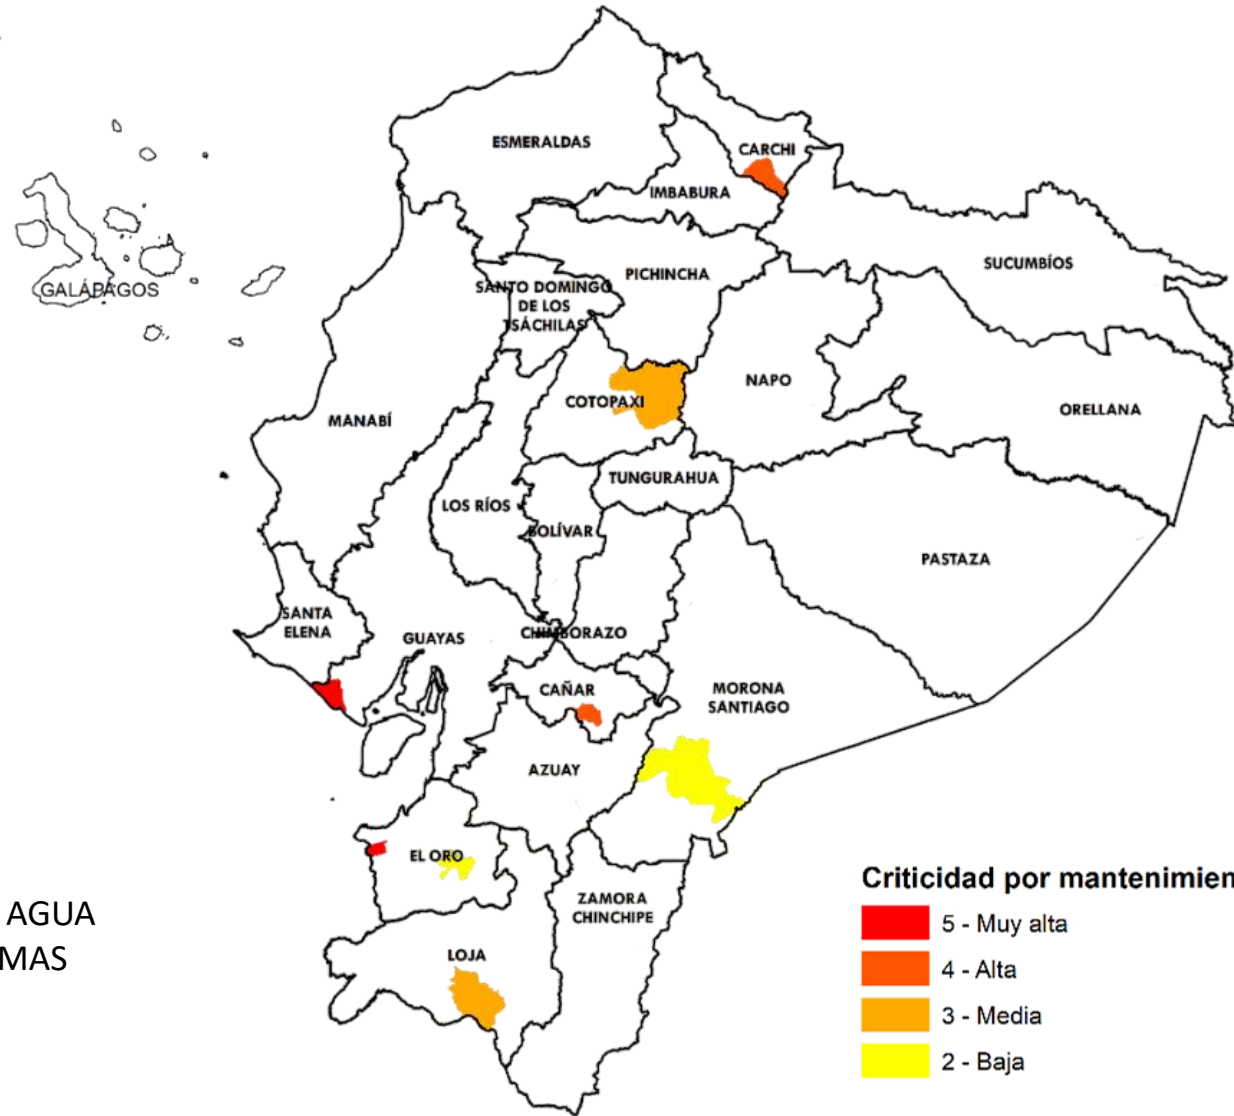 ESMERALDAS
CARCHI
IMBABURA
SUCUMBÍOS
PICHINCHA
GALÁPAGOS
SANTO DOMINGO
DE LOS
TSÁCHILAS
NAPO
COTOPAXI
ORELLANA
MANABÍ
TUNGURAHUA
LOS RÍOS
BOLÍVAR
PASTAZA
SANTA
ELENA
GUAYAS
CHIMBORAZO
CAÑAR
MORONA
SANTIAGO
AZUAY
EL ORO
ZAMORA
CHINCHIPE
LOJA
AGUA
MAS
Criticidad por mantenimien
5 - Muy alta
4 - Alta
3 - Media
2 - Baja